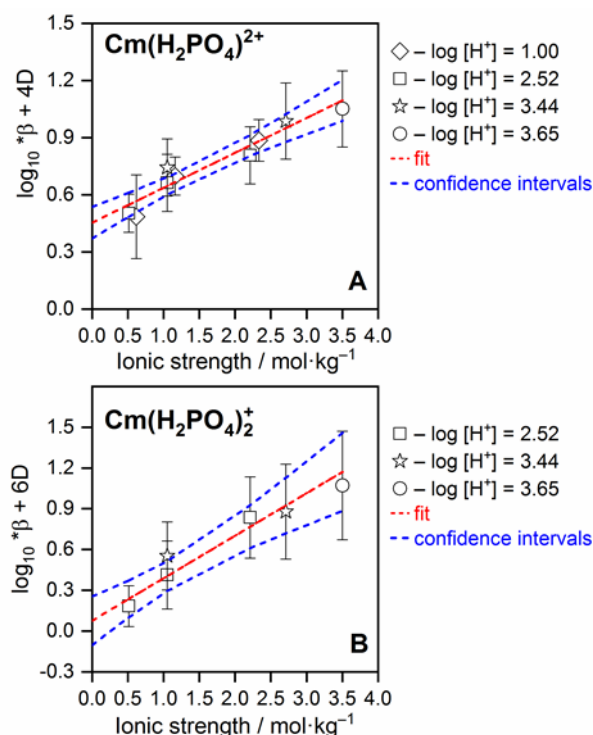 Cm(H₂PO₄)²⁺
log₁₀ *β + 4D
1.5
1.2
0.9
0.6
0.3
0.0
A
0.0 0.5 1.0 1.5 2.0 2.5 3.0 3.5 4.0
Ionic strength / mol·kg⁻¹
– log [H⁺] = 1.00
– log [H⁺] = 2.52
– log [H⁺] = 3.44
– log [H⁺] = 3.65
fit
confidence intervals
Cm(H₂PO₄)₂⁺
log₁₀ *β + 6D
1.5
1.2
0.9
0.6
0.3
0.0
-0.3
B
0.0 0.5 1.0 1.5 2.0 2.5 3.0 3.5 4.0
Ionic strength / mol·kg⁻¹
– log [H⁺] = 2.52
– log [H⁺] = 3.44
– log [H⁺] = 3.65
fit
confidence intervals